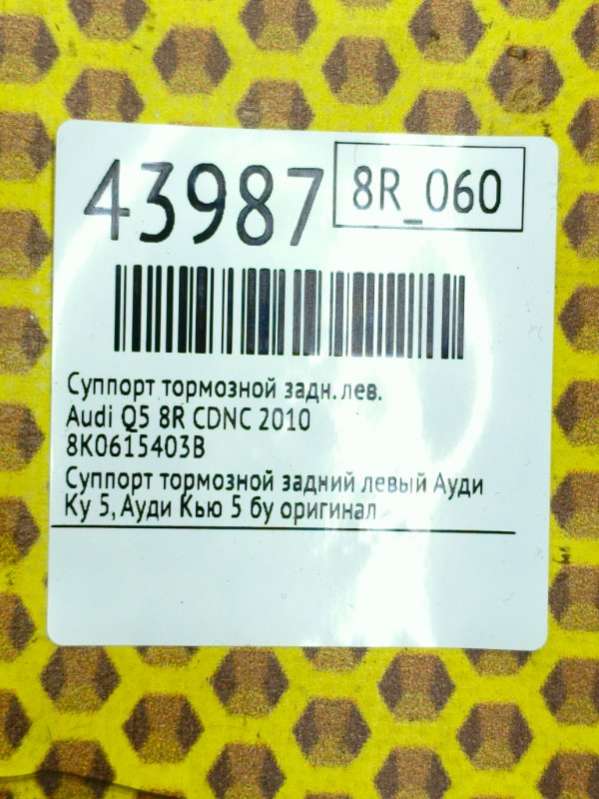 43987
8R_060
Суппорт тормозной задн. лев.
Audi Q5 8R CDNC 2010
8K0615403B
Суппорт тормозной задний левый Ауди
Ку 5, Ауди Кью 5 бу оригинал